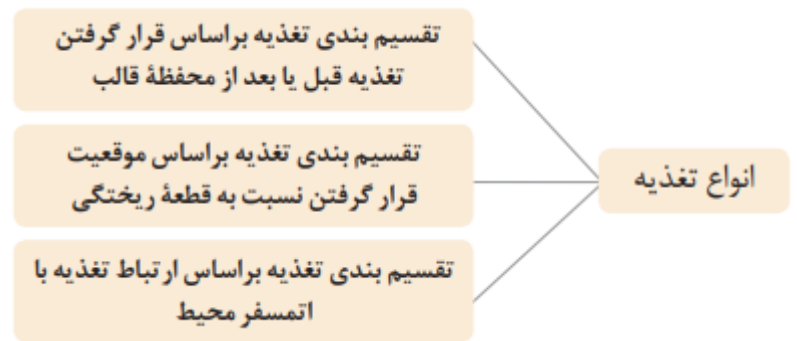 انواع تغذیه
تقسیم بندی تغذیه براساس قرار گرفتن
تغذیه قبل یا بعد از محفظهٔ قالب
تقسیم بندی تغذیه براساس موقعیت
قرار گرفتن نسبت به قطعهٔ ریختگی
تقسیم بندی تغذیه براساس ارتباط تغذیه با
اتمسفر محیط